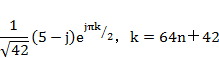 1/√42 (5 − j)e^{jπk/2}, k = 64n + 42